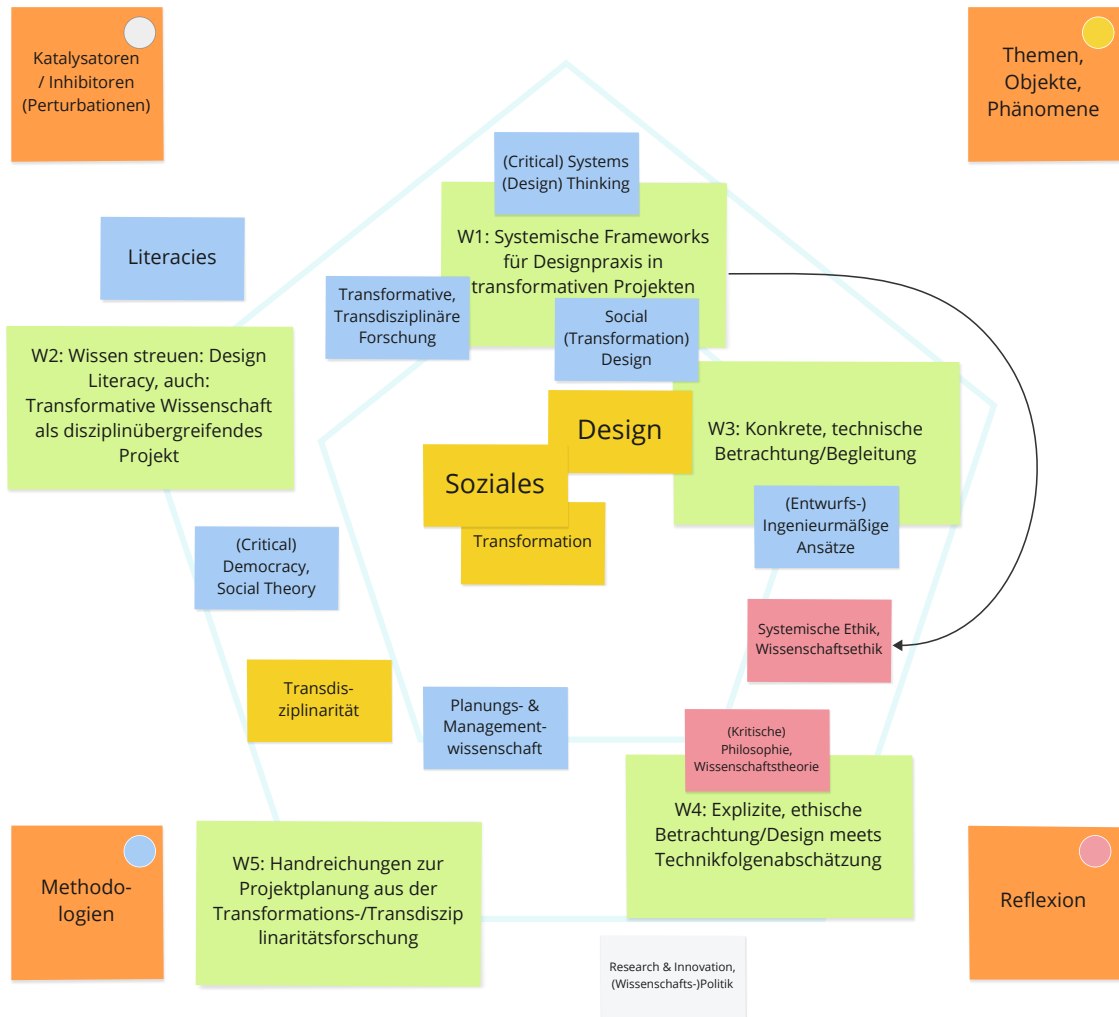 Katalysatoren
/ Inhibitoren
(Perturbationen)
Themen,
Objekte,
Phänomene
(Critical) Systems
(Design) Thinking
W1: Systemische Frameworks
für Designpraxis in
transformativen Projekten
Literacies
Transformative,
Transdisziplinäre
Forschung
Social
(Transformation)
Design
W2: Wissen streuen: Design
Literacy, auch:
Transformative Wissenschaft
als disziplinübergreifendes
Projekt
Design
W3: Konkrete, technische
Betrachtung/Begleitung
Soziales
Transformation
(Entwurfs-)
Ingenieurmäßige
Ansätze
(Critical)
Democracy,
Social Theory
Systemische Ethik,
Wissenschaftsethik
Transdis-
ziplinarität
Planungs- &
Management-
wissenschaft
(Kritische)
Philosophie,
Wissenschaftstheorie
W4: Explizite, ethische
Betrachtung/Design meets
Technikfolgenabschätzung
W5: Handreichungen zur
Projektplanung aus der
Transformations-/Transdiszip
linaritätsforschung
Methodo-
logien
Reflexion
Research & Innovation,
(Wissenschafts-)Politik